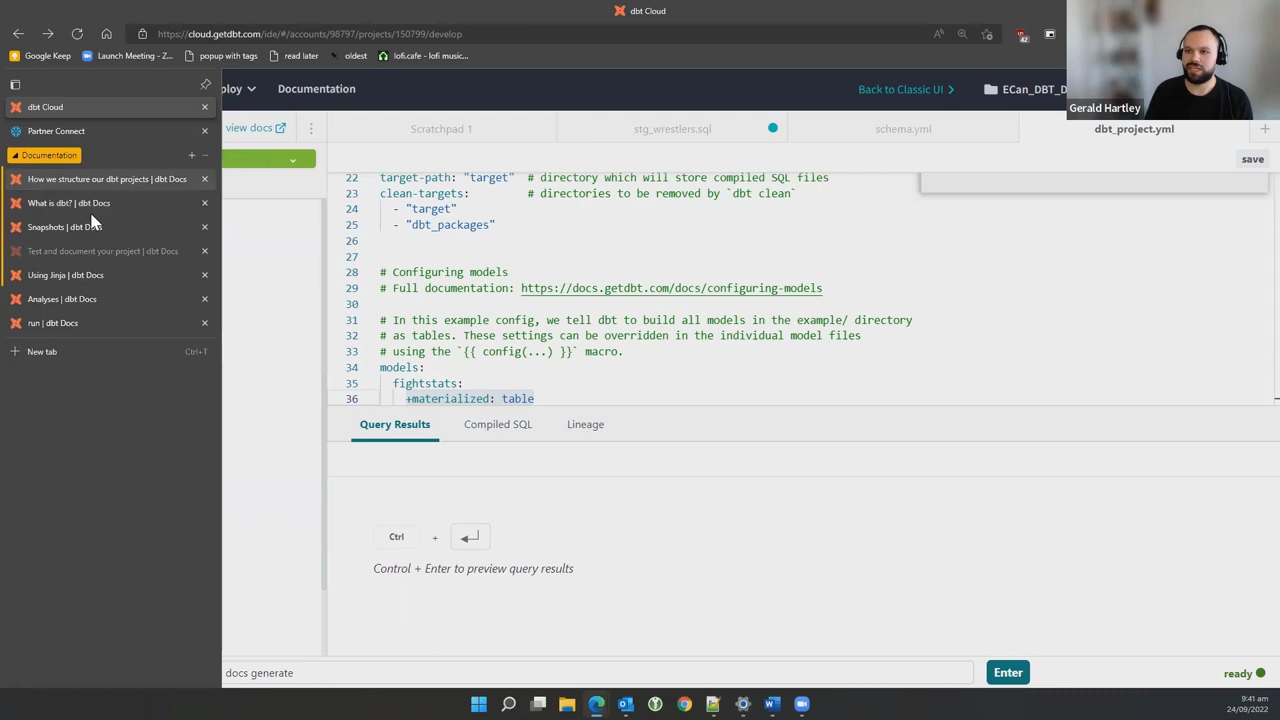 dbt Cloud
https://cloud.getdbt.com/ide/#/accounts/98797/projects/150799/develop
Google Keep
Launch Meeting - Z...
popup with tags
read later
oldest
lofi.cafe - lofi music...
42
dbt Cloud
Partner Connect
Documentation
How we structure our dbt projects | dbt Docs
What is dbt? | dbt Docs
Snapshots | dbt Docs
Test and document your project | dbt Docs
Using Jinja | dbt Docs
Analyses | dbt Docs
run | dbt Docs
New tab
Ctrl+T
ploy
Documentation
Back to Classic UI
ECan_DBT_D
Gerald Hartley
view docs
Scratchpad 1
stg_wrestlers.sql
schema.yml
dbt_project.yml
save
22 target-path: "target" # directory which will store compiled SQL files
23 clean-targets: # directories to be removed by `dbt clean`
24 - "target"
25 - "dbt_packages"
26
27
28 # Configuring models
29 # Full documentation: https://docs.getdbt.com/docs/configuring-models
30
31 # In this example config, we tell dbt to build all models in the example/ directory
32 # as tables. These settings can be overridden in the individual model files
33 # using the `{{ config(...) }}` macro.
34 models:
35 fightstats:
36 +materialized: table
Query Results
Compiled SQL
Lineage
Ctrl +
Control + Enter to preview query results
docs generate
Enter
ready
9:41 am
24/09/2022